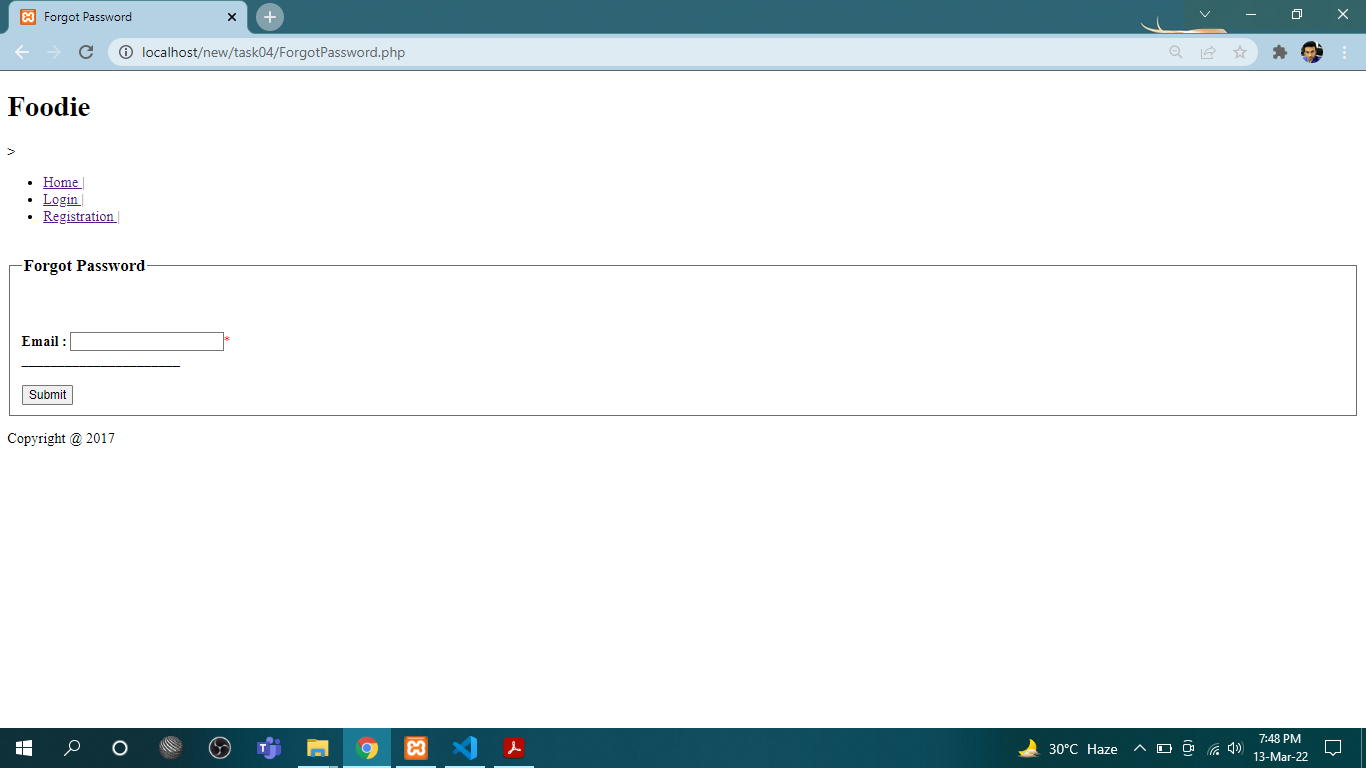 Forgot Password
localhost/new/task04/ForgotPassword.php
Foodie
>
Home |
Login |
Registration |
Forgot Password
Email : *
______________________
Submit
Copyright @ 2017
30°C Haze
7:48 PM
13-Mar-22